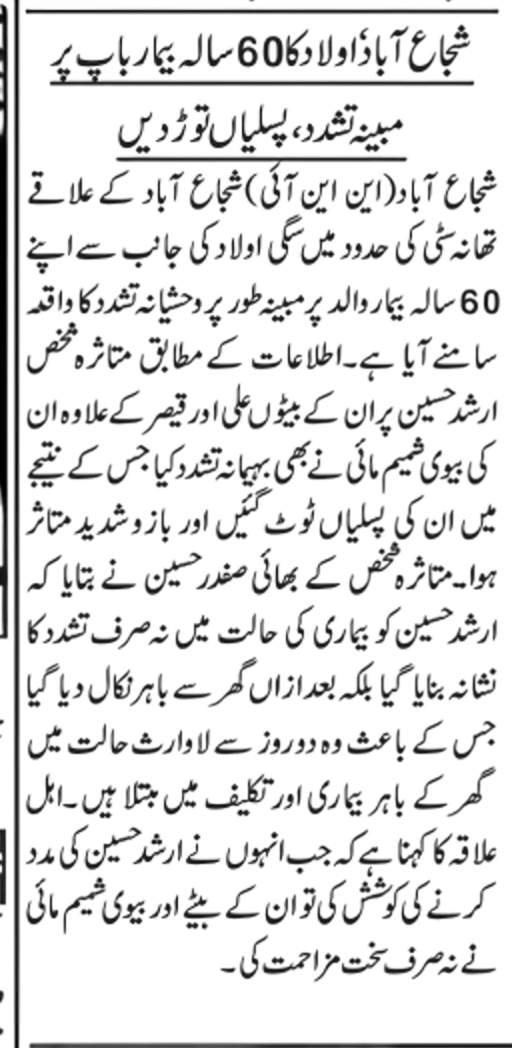 شجاع آباد’اولاد کا 60 سالہ بیمار باپ پر
مبینہ تشدد، پسلیاں توڑ دیں
شجاع آباد(این این آئی)شجاع آباد کے علاقے
تھانہ سٹی کی حدود میں سگی اولاد کی جانب سے اپنے
60 سالہ بیمار والد پر مبینہ طور پر وحشیانہ تشدد کا واقعہ
سامنے آیا ہے۔اطلاعات کے مطابق متاثرہ شخص
ارشد حسین پر ان کے بیٹوں علی اور قیصر کے علاوہ ان
کی بیوی شمیم مائی نے بھی بہیمانہ تشدد کیا جس کے نتیجے
میں ان کی پسلیاں ٹوٹ گئیں اور بازو شدید متاثر
ہوا۔متاثرہ شخص کے بھائی صفدر حسین نے بتایا کہ
ارشد حسین کو بیماری کی حالت میں نہ صرف تشدد کا
نشانہ بنایا گیا بلکہ بعد ازاں گھر سے باہر نکال دیا گیا
جس کے باعث وہ دو روز سے لاوارث حالت میں
گھر کے باہر بیماری اور تکلیف میں مبتلا ہیں۔اہل
علاقہ کا کہنا ہے کہ جب انہوں نے ارشد حسین کی مدد
کرنے کی کوشش کی تو ان کے بیٹے اور بیوی شمیم مائی
نے نہ صرف سخت مزاحمت کی۔